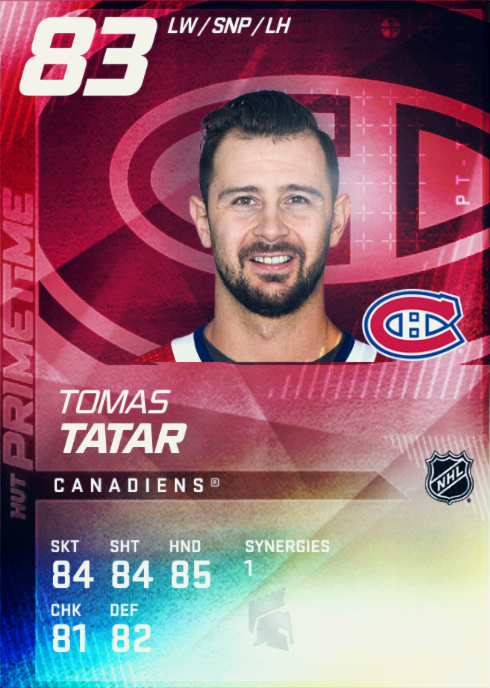 83
LW / SNP / LH
HUT PRIMETIME
TOMAS
TATAR
CANADIENS®
NHL
SKT SHT HND SYNERGIES
84 84 85 1
CHK DEF
81 82